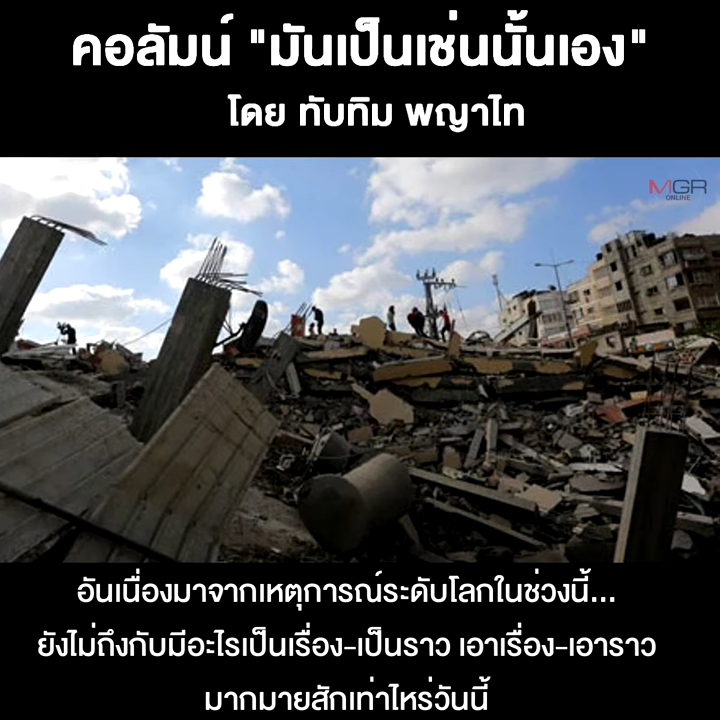 คอลัมน์ "มันเป็นเช่นนั้นเอง"
โดย ทับทิม พญาไท
MGR
ONLINE
อันเนื่องมาจากเหตุการณ์ระดับโลกในช่วงนี้...
ยังไม่ถึงกับมีอะไรเป็นเรื่อง-เป็นราว เอาเรื่อง-เอาราว
มากมายสักเท่าไหร่วันนี้